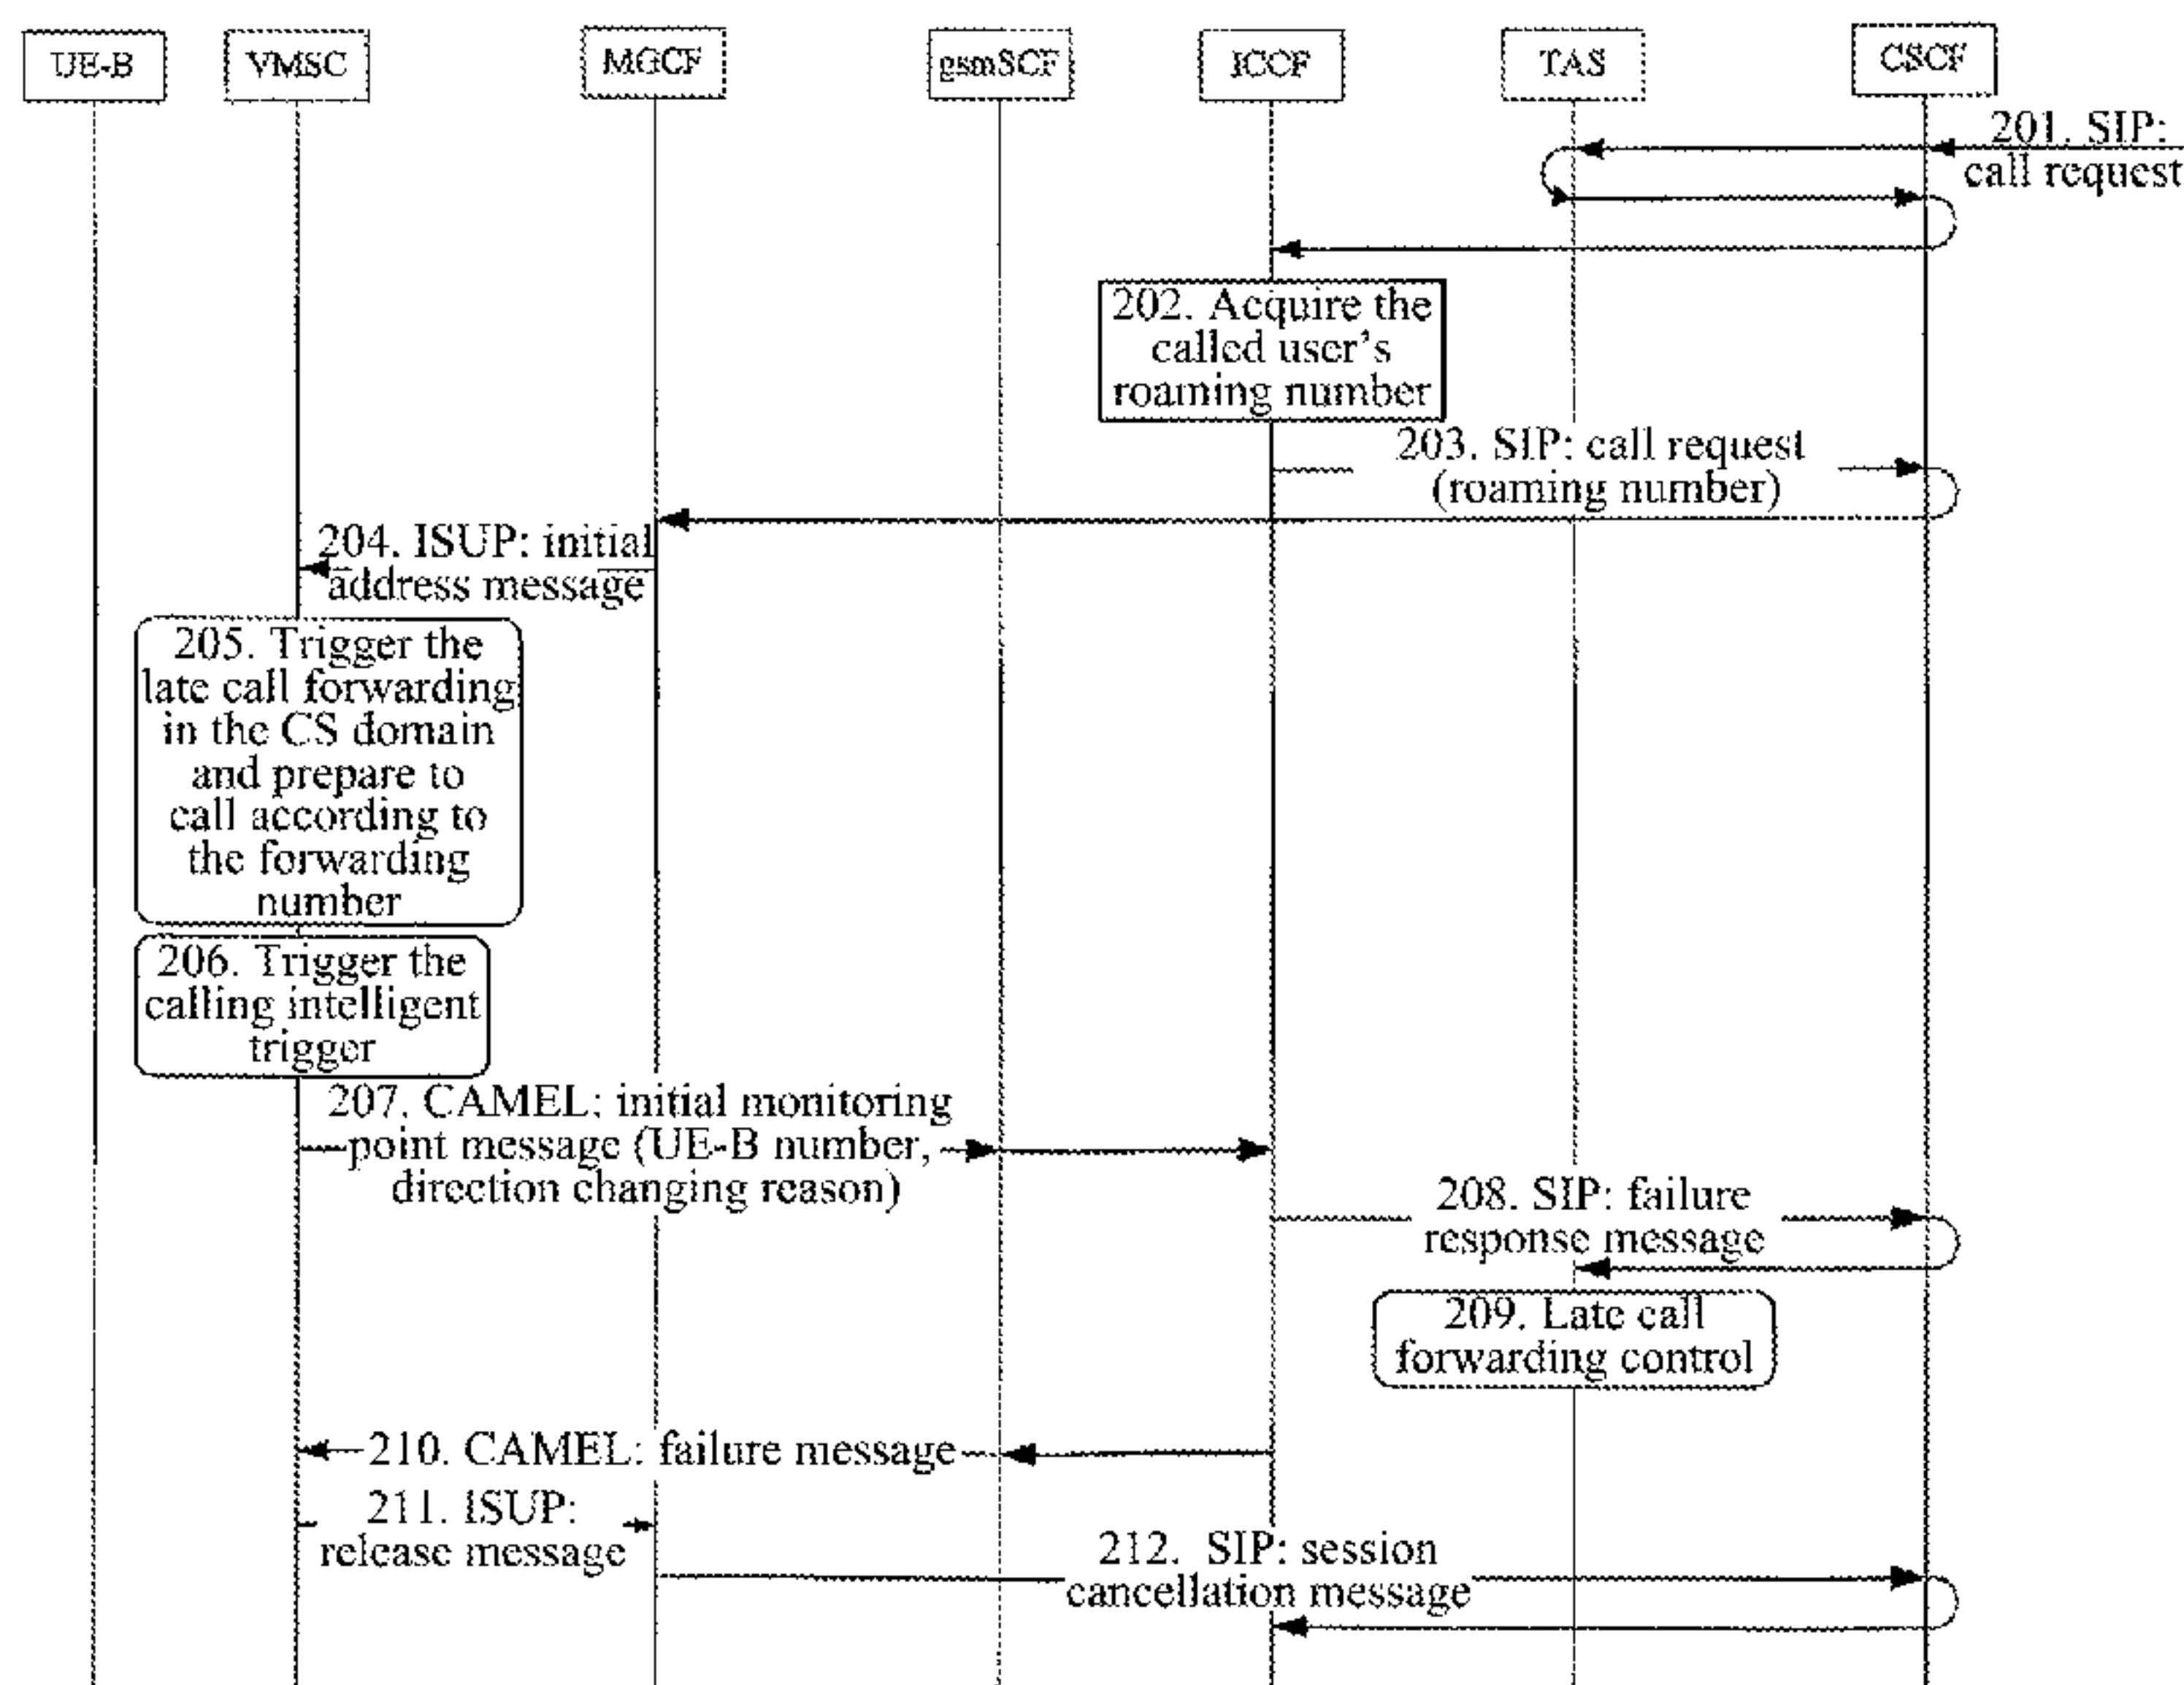 UE-B VMSC MGCF gsmSCF ICCF TAS CSCF
201. SIP:
call request
202. Acquire the
called user's
roaming number
203. SIP: call request
(roaming number)
204. ISUP: initial
address message
205. Trigger the
late call forwarding
in the CS domain
and prepare to
call according to
the forwarding
number
206. Trigger the
calling intelligent
trigger
207. CAMEL: initial monitoring
point message (UE-B number,
direction changing reason)
208. SIP: failure
response message
209. Late call
forwarding control
210. CAMEL: failure message
211. ISUP:
release message
212. SIP: session
cancellation message